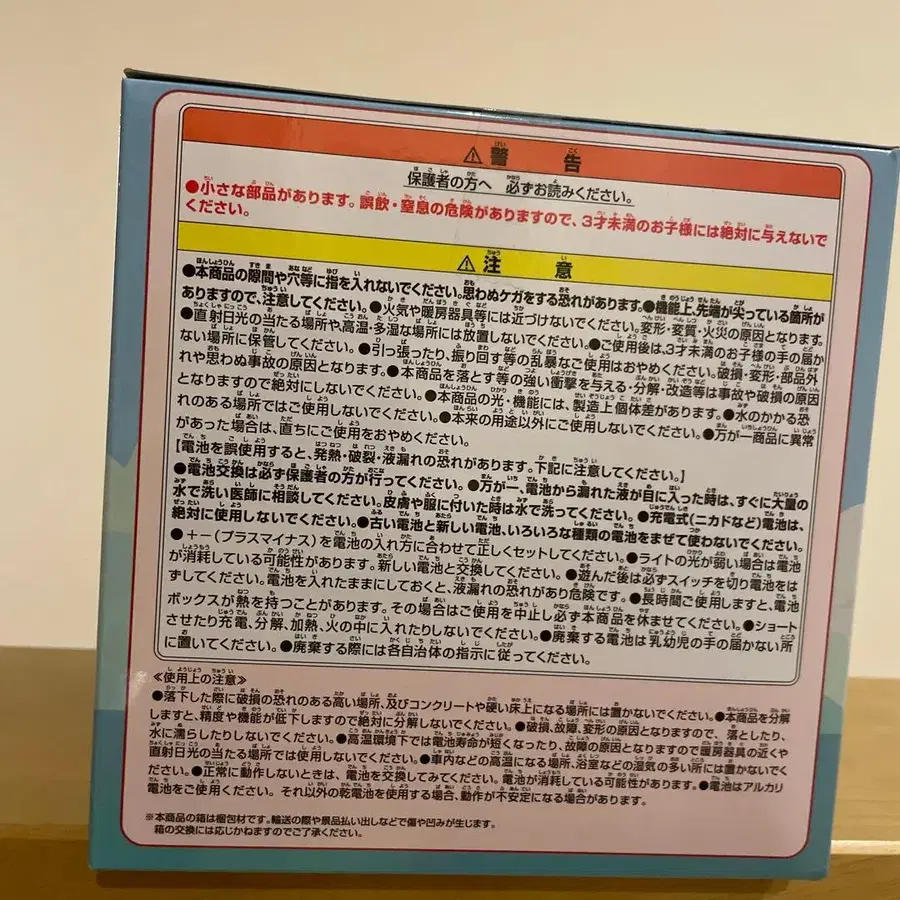 ⚠警告
保護者の方へ 必ずお読みください。
●小さな部品があります。誤飲・窒息の危険がありますので、3才未満のお子様には絶対に与えないで
ください。
⚠注意
●本商品の隙間や穴等に指を入れないでください。思わぬケガをする恐れがあります。●機能上、先端が尖っている箇所が
ありますので、注意してください。●火気や暖房器具等には近づけないでください。変形・変質・火災の原因となります。
●直射日光の当たる場所や高温・多湿な場所には放置しないでください。●ご使用後は、3才未満のお子様の手の届か
ない場所に保管してください。●引っ張ったり、振り回す等の乱暴なご使用はおやめください。破損・変形・部品外
れや思わぬ事故の原因となります。●本商品を落とす等の強い衝撃を与える・分解・改造等は事故や破損の原因
となりますので絶対にしないでください。●本商品の光・機能には、製造上個体差があります。●水のかかる恐
れのある場所ではご使用しないでください。●本来の用途以外にご使用しないでください。●万が一商品に異常
があった場合は、直ちにご使用をおやめください。
【電池を誤使用すると、発熱・破裂・液漏れの恐れがあります。下記に注意してください。】
●電池交換は必ず保護者の方が行ってください。●万が一、電池から漏れた液が目に入った時は、すぐに大量の
水で洗い医師に相談してください。皮膚や服に付いた時は水で洗ってください。●充電式(ニカドなど)電池は、
絶対に使用しないでください。●古い電池と新しい電池、いろいろな種類の電池をまぜて使わないでください。
●+-(プラスマイナス)を電池の入れ方に合わせて正しくセットしてください。●ライトの光が弱い場合は電池
が消耗している可能性があります。新しい電池と交換してください。●遊んだ後は必ずスイッチを切り電池をは
ずしてください。電池を入れたままにしておくと、液漏れの恐れがあり危険です。●長時間ご使用しますと、電池
ボックスが熱を持つことがあります。その場合はご使用を中止し必ず本商品を休ませてください。●ショート
させたり充電、分解、加熱、火の中に入れたりしないでください。●廃棄する電池は乳幼児の手の届かない所
に置いてください。●廃棄する際には各自治体の指示に従ってください。
≪使用上の注意≫
●落下した際に破損の恐れのある高い場所、及びコンクリートや硬い床上になる場所には置かないでください。●本商品を分解
しますと、精度や機能が低下しますので絶対に分解しないでください。●破損、故障、変形の原因となりますので、落としたり、
水に濡らしたりしないでください。●高温環境下では電池寿命が短くなったり、故障の原因となりますので暖房器具の近くや
直射日光の当たる場所では使用しないでください。●車内などの高温になる場所、浴室などの湿気の多い所には置かないでく
ださい。●正常に動作しないときは、電池を交換してみてください。電池が消耗している可能性があります。●電池はアルカリ
電池をご使用ください。それ以外の乾電池を使用する場合、動作が不安定になる場合があります。
※本商品の箱は梱包材です。輸送の際や景品払い出しなどで傷や凹みが生じます。
箱の交換には応じかねますのでご了承ください。